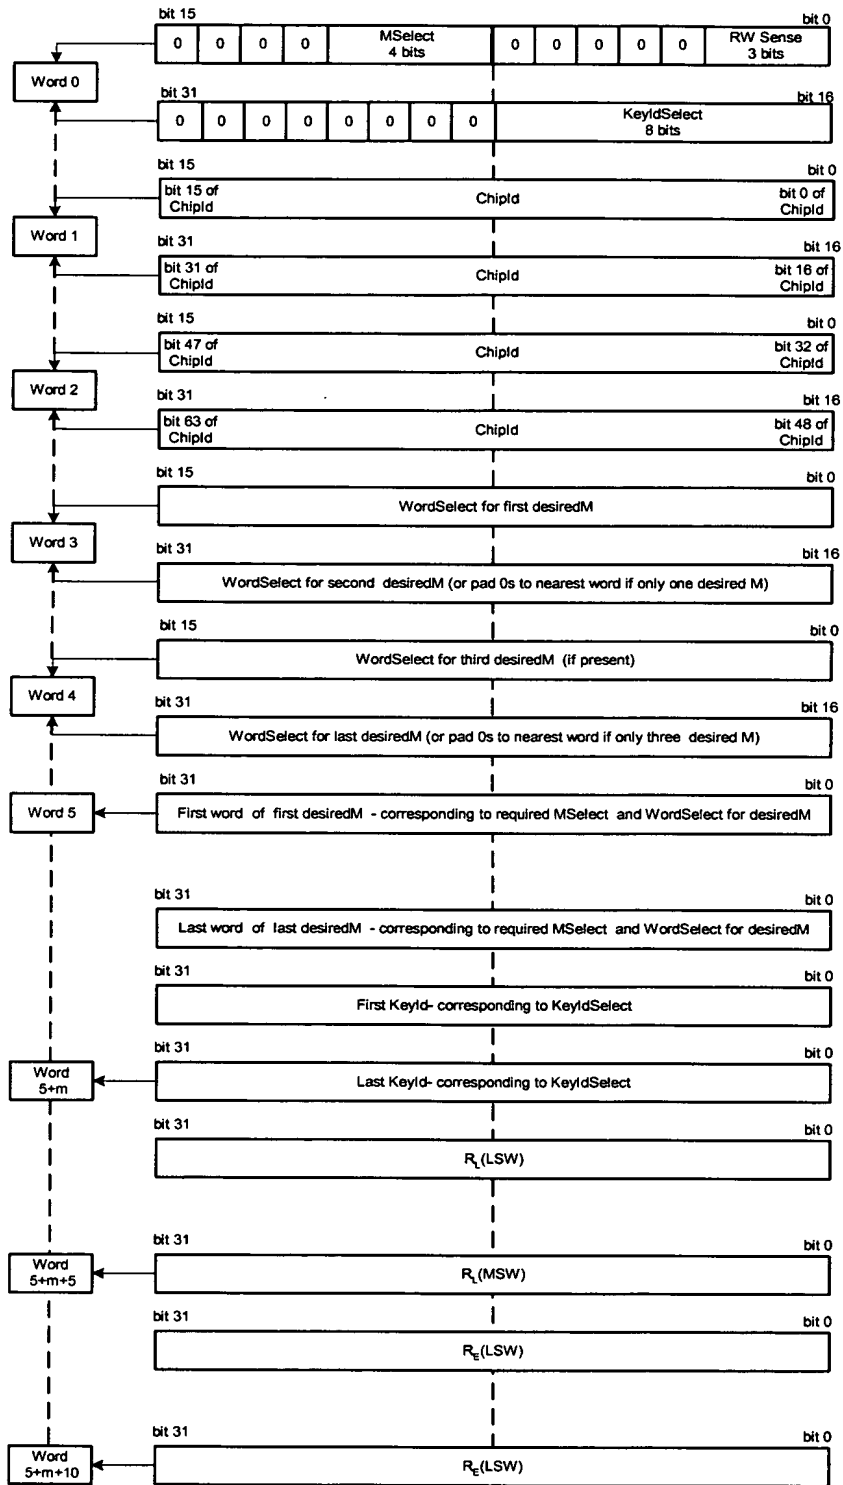 bit 15 bit 0
0 0 0 0 MSelect 0 0 0 0 0 RW Sense
4 bits 3 bits
Word 0
bit 31 bit 16
0 0 0 0 0 0 0 0 KeyIdSelect
8 bits
bit 15 bit 0
bit 15 of ChipId bit 0 of
ChipId ChipId
Word 1
bit 31 bit 16
bit 31 of ChipId bit 16 of
ChipId ChipId
bit 15 bit 0
bit 47 of ChipId bit 32 of
ChipId ChipId
Word 2
bit 31 bit 16
bit 63 of ChipId bit 48 of
ChipId ChipId
bit 15 bit 0
WordSelect for first desiredM
Word 3
bit 31 bit 16
WordSelect for second desiredM (or pad 0s to nearest word if only one desired M)
bit 15 bit 0
WordSelect for third desiredM (if present)
Word 4
bit 31 bit 16
WordSelect for last desiredM (or pad 0s to nearest word if only three desired M)
bit 31 bit 0
Word 5 First word of first desiredM - corresponding to required MSelect and WordSelect for desiredM
bit 31 bit 0
Last word of last desiredM - corresponding to required MSelect and WordSelect for desiredM
bit 31 bit 0
First KeyId- corresponding to KeyIdSelect
bit 31 bit 0
Word
5+m Last KeyId- corresponding to KeyIdSelect
bit 31 bit 0
R_L(LSW)
bit 31 bit 0
Word
5+m+5 R_L(MSW)
bit 31 bit 0
R_E(LSW)
bit 31 bit 0
Word
5+m+10 R_E(LSW)